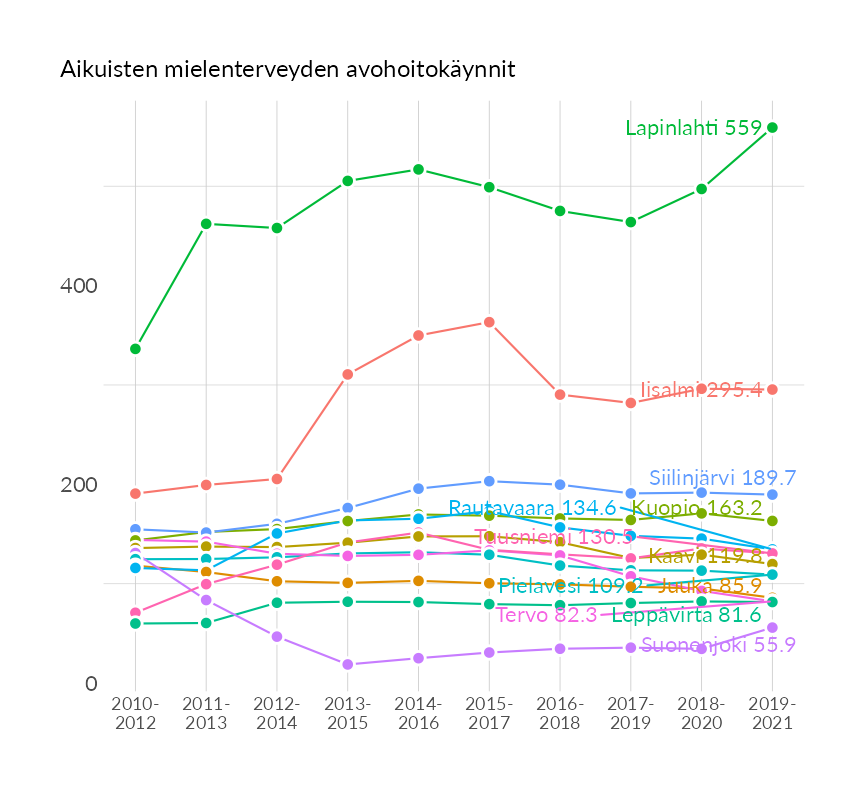 Aikuisten mielenterveyden avohoitokäynnit
Lapinlahti 559
400
Iisalmi 295.4
Siilinjärvi 189.7
200
Rautavaara 134.6
Kuopio 163.2
Tuusniemi 130.5
Kaavi 119.8
Pielavesi 109.2
Juuka 85.9
Tervo 82.3
Leppävirta 81.6
Suonenjoki 55.9
0
2010-
2012
2011-
2013
2012-
2014
2013-
2015
2014-
2016
2015-
2017
2016-
2018
2017-
2019
2018-
2020
2019-
2021